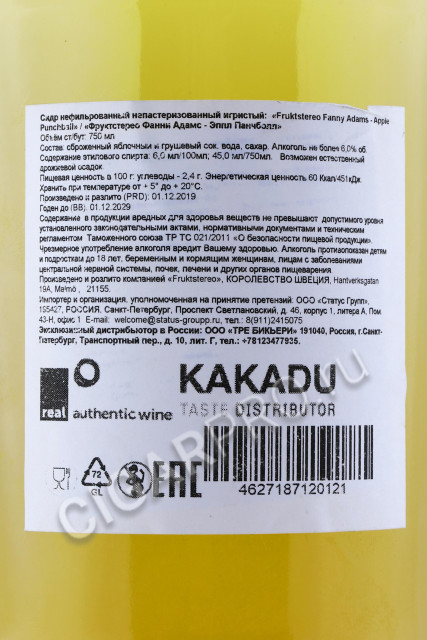 Сидр нефильтрованный непастеризованный игристый: «Fruktstereo Fanny Adams - Apple
Punchball» / «Фруктстерео Фанни Адамс - Эппл Панчболл»
Объём ст/бут: 750 мл
Состав: сброженный яблочный и грушевый сок, вода, сахар. Алкоголь не более 6,0% об.
Содержание этилового спирта: 6,0 мл/100мл; 45,0 мл/750мл. Возможен естественный
дрожжевой осадок.
Пищевая ценность в 100 г: углеводы - 2,4 г. Энергетическая ценность 60 Ккал/451кДж.
Хранить при температуре от + 5° до + 20°С.
Произведено и разлито (PRD): 01.12.2019
Годен до (BB): 01.12.2029
Содержание в продукции вредных для здоровья веществ не превышают допустимого уровня
установленного законодательными актами, нормативными документами и техническим
регламентом Таможенного союза ТР ТС 021/2011 «О безопасности пищевой продукции».
Чрезмерное употребление алкоголя вредит Вашему здоровью. Алкоголь противопоказан детям
и подросткам до 18 лет, беременным и кормящим женщинам, лицам с заболеваниями
центральной нервной системы, почек, печени и других органов пищеварения.
Произведено и розлито компанией «Fruktstereo», КОРОЛЕВСТВО ШВЕЦИЯ, Hantverksgatan
19A, Malmö, 21155.
Импортер и организация, уполномоченная на принятие претензий: ООО «Статус Групп»,
195427, РОССИЯ, Санкт-Петербург, Проспект Светлановский, д. 46, корпус 1, литера А, Пом.
43-Н, офис 1 E-mail: welcome@status-groupp.ru, тел.: 8(911)2415075
Эксклюзивный дистрибьютор в России: ООО «ТРЕ БИКЬЕРИ» 191040, РОССИЯ, г.Санкт-
Петербург, Транспортный пер., д. 10, лит. Г, тел.: +78123477935.
real authentic wine
KAKADU
TASTE DISTRIBUTOR
72
GL
EAC
4627187120121
CIGARPRO.ru